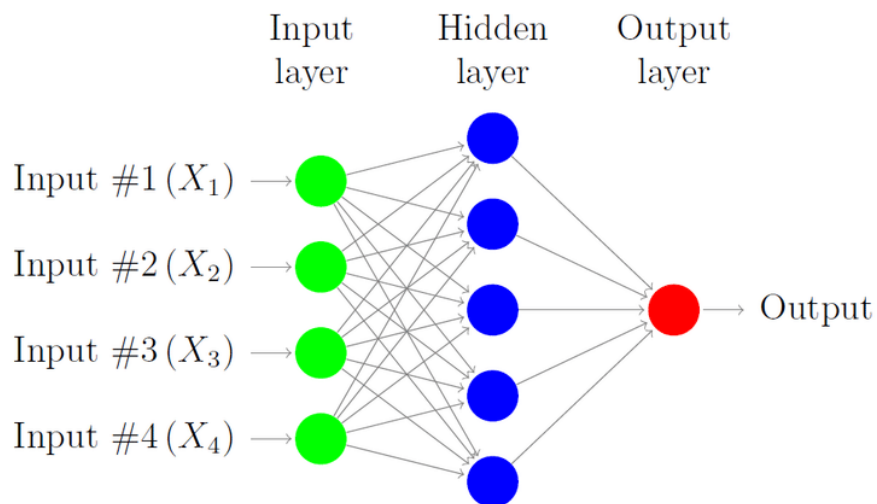 Input Hidden Output
layer layer layer
Input #1 (X₁)
Input #2 (X₂)
Input #3 (X₃)
Output
Input #4 (X₄)